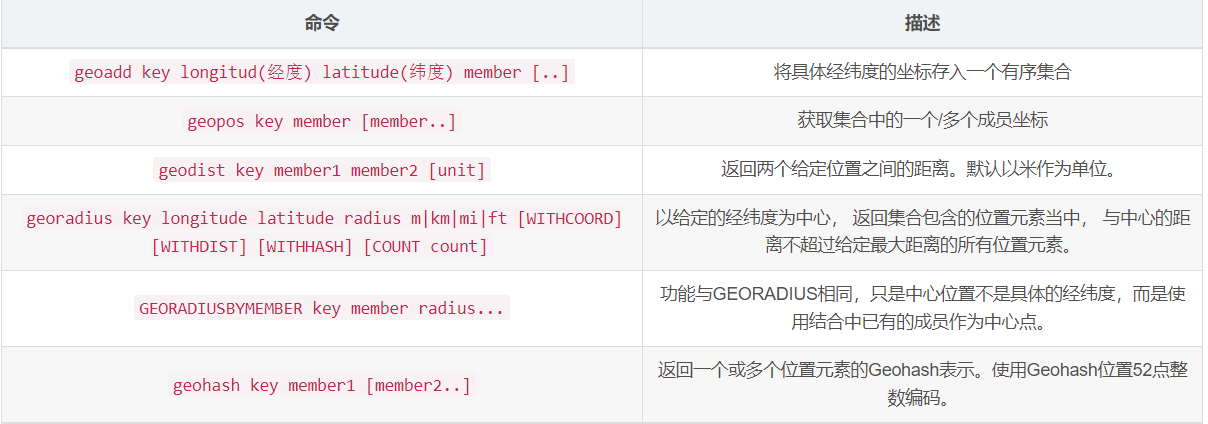 命令 描述
geoadd key longitud(经度) latitude(纬度) member [..] 将具体经纬度的坐标存入一个有序集合
geopos key member [member..] 获取集合中的一个/多个成员坐标
geodist key member1 member2 [unit] 返回两个给定位置之间的距离。默认以米作为单位。
georadius key longitude latitude radius m|km|mi|ft [WITHCOORD]
[WITHDIST] [WITHHASH] [COUNT count]
以给定的经纬度为中心， 返回集合包含的位置元素当中， 与中心的距
离不超过给定最大距离的所有位置元素。
GEORADIUSBYMEMBER key member radius...
功能与GEORADIUS相同，只是中心位置不是具体的经纬度，而是使
用结合中已有的成员作为中心点。
geohash key member1 [member2..]
返回一个或多个位置元素的Geohash表示。使用Geohash位置52点整
数编码。